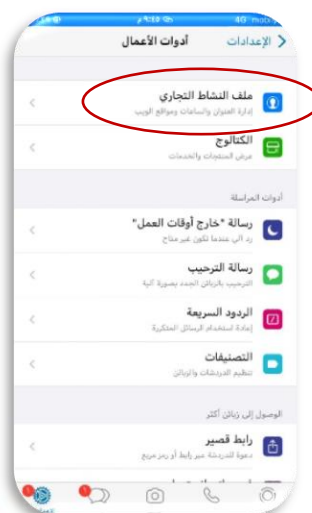 4G
أدوات الأعمال
الإعدادات
ملف النشاط التجاري
إدارة العنوان والساعات ومواقع الويب
الكتالوج
عرض المنتجات والخدمات
أدوات المراسلة
رسالة "خارج أوقات العمل"
رد آلي عندما تكون غير متاح
رسالة الترحيب
الترحيب بالزبائن الجدد بصورة آلية
الردود السريعة
إعادة استخدام الرسائل المتكررة
التصنيفات
تنظيم الدردشات والزبائن
الوصول إلى زبائن أكثر
رابط قصير
دعوة للدردشة عبر رابط أو رمز مربع